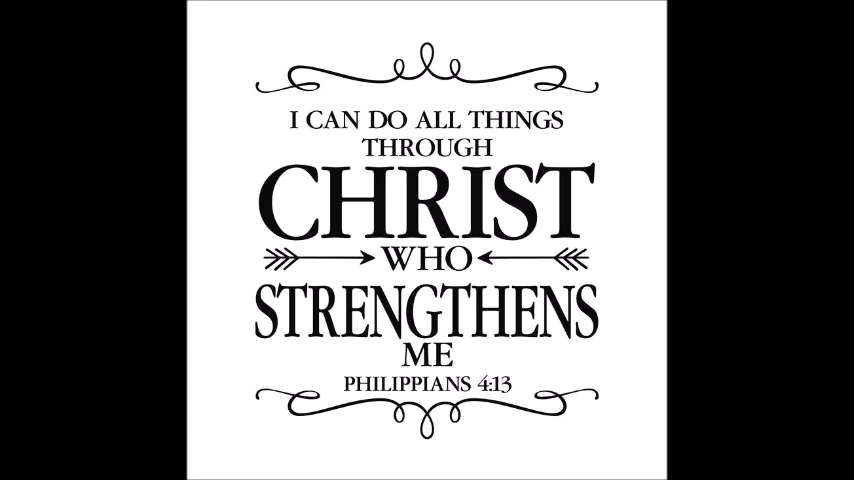 I CAN DO ALL THINGS
THROUGH
CHRIST
WHO
STRENGTHENS
ME
PHILIPPIANS 4:13